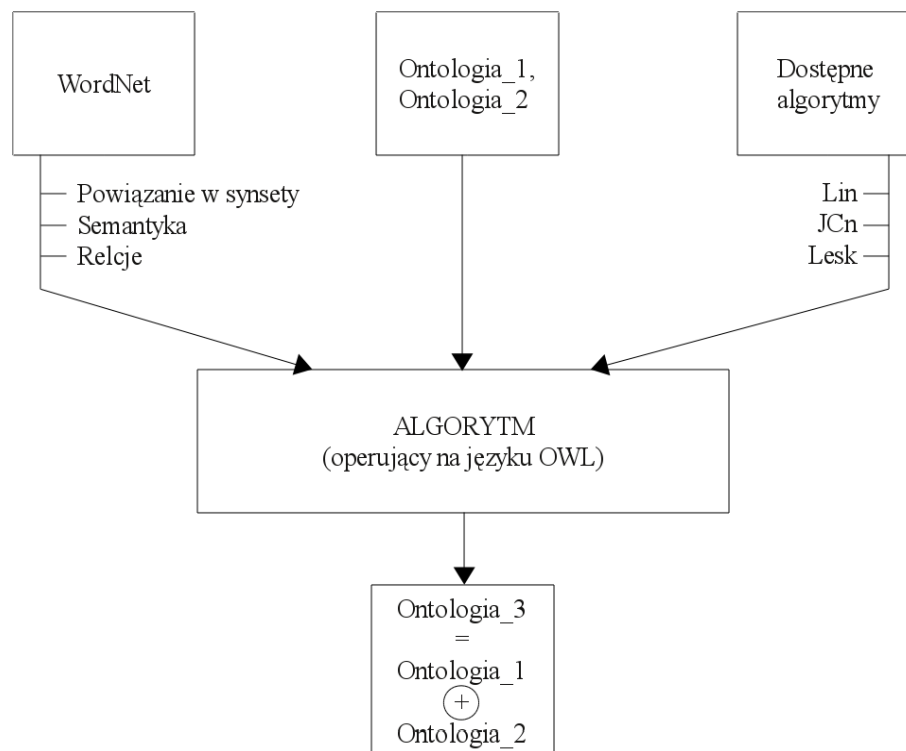 WordNet
Ontologia_1,
Ontologia_2
Dostępne
algorytmy
Powiązanie w synsety
Semantyka
Relcje
Lin
JCn
Lesk
ALGORYTM
(operujący na języku OWL)
Ontologia_3
=
Ontologia_1
+
Ontologia_2